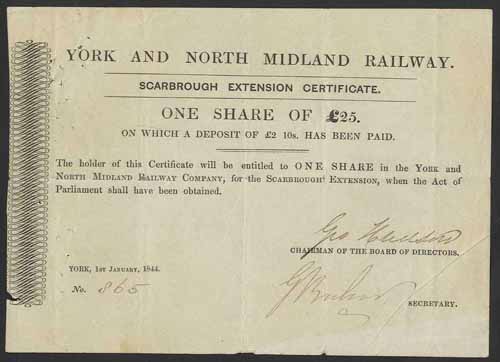 YORK AND NORTH MIDLAND RAILWAY.
SCARBROUGH EXTENSION CERTIFICATE.
ONE SHARE OF £25.
ON WHICH A DEPOSIT OF £2 10s. HAS BEEN PAID.
The holder of this Certificate will be entitled to ONE SHARE in the YORK AND
NORTH MIDLAND RAILWAY COMPANY, for the SCARBROUGH EXTENSION, when the Act of
Parliament shall have been obtained.
Geo Hudson
CHAIRMAN OF THE BOARD OF DIRECTORS.
YORK, 1ST JANUARY, 1844.
No. 865
SECRETARY.